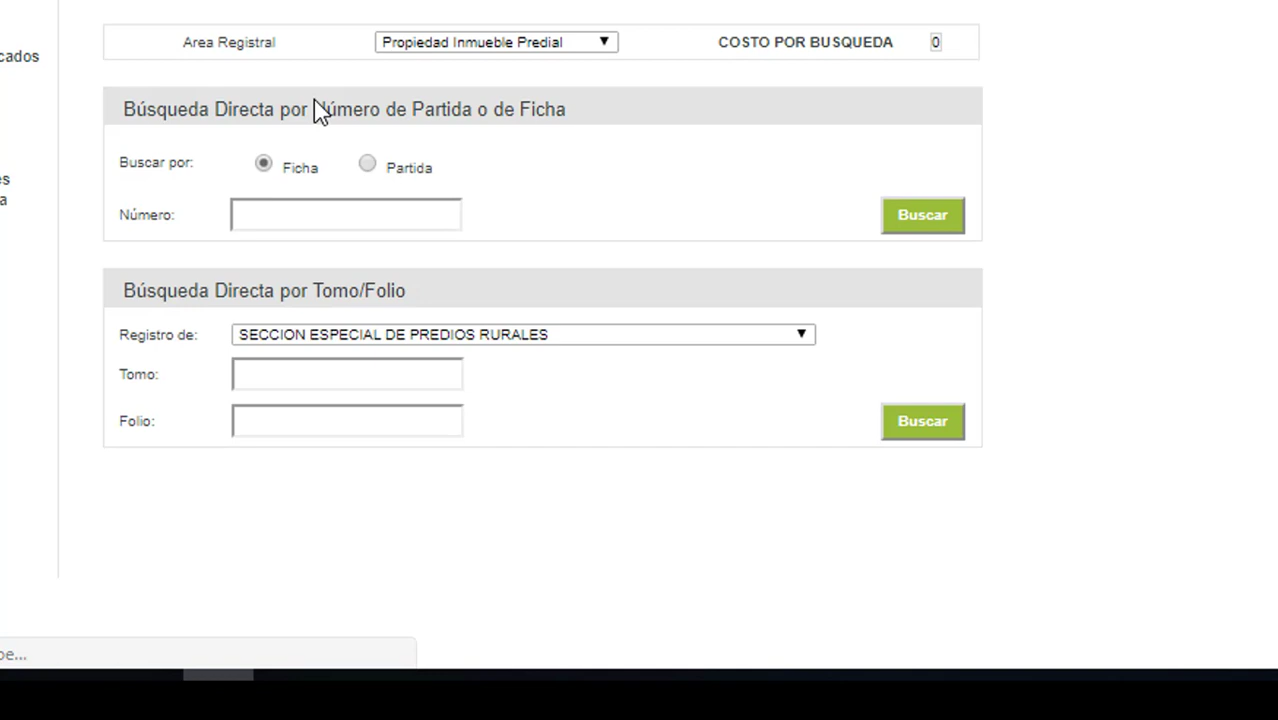 Area Registral
Propiedad Inmueble Predial
COSTO POR BUSQUEDA
0
cados
Búsqueda Directa por Número de Partida o de Ficha
Buscar por:
Ficha
Partida
es
a
Número:
Buscar
Búsqueda Directa por Tomo/Folio
Registro de:
SECCION ESPECIAL DE PREDIOS RURALES
Tomo:
Folio:
Buscar
pe...